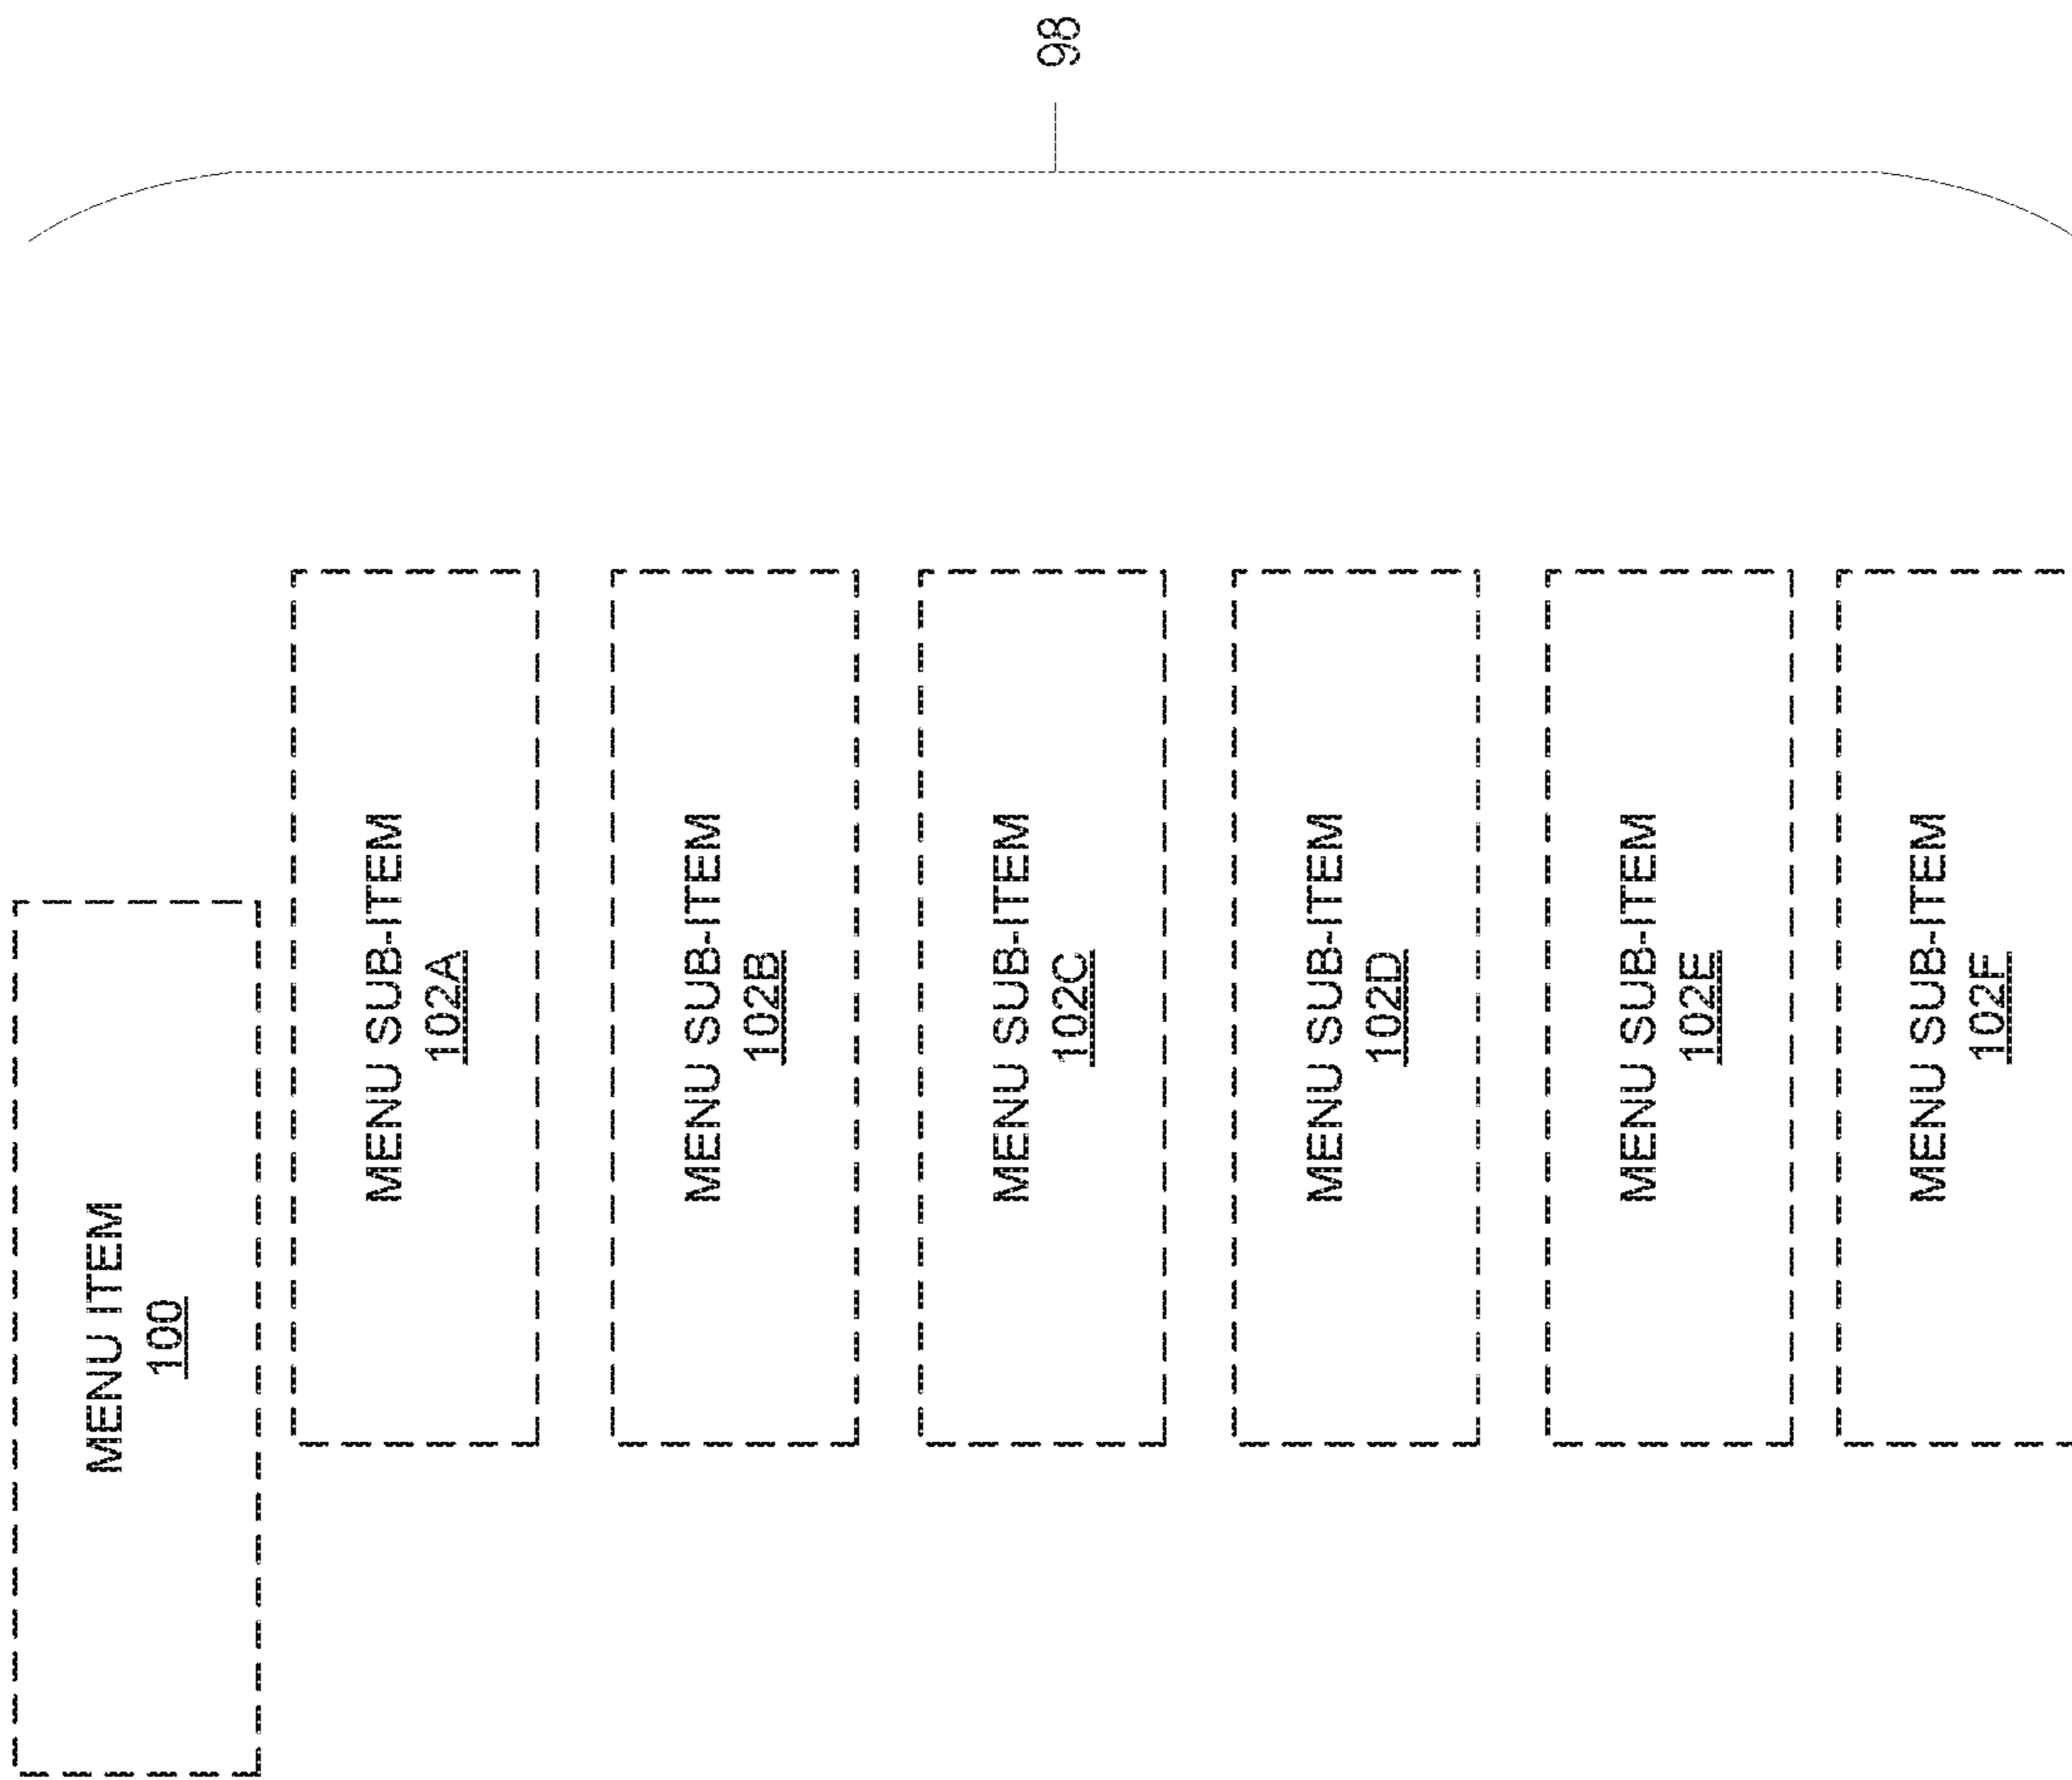 MENU ITEM
100
MENU SUB-ITEM
102A
MENU SUB-ITEM
102B
MENU SUB-ITEM
102C
MENU SUB-ITEM
102D
MENU SUB-ITEM
102E
MENU SUB-ITEM
102F
98